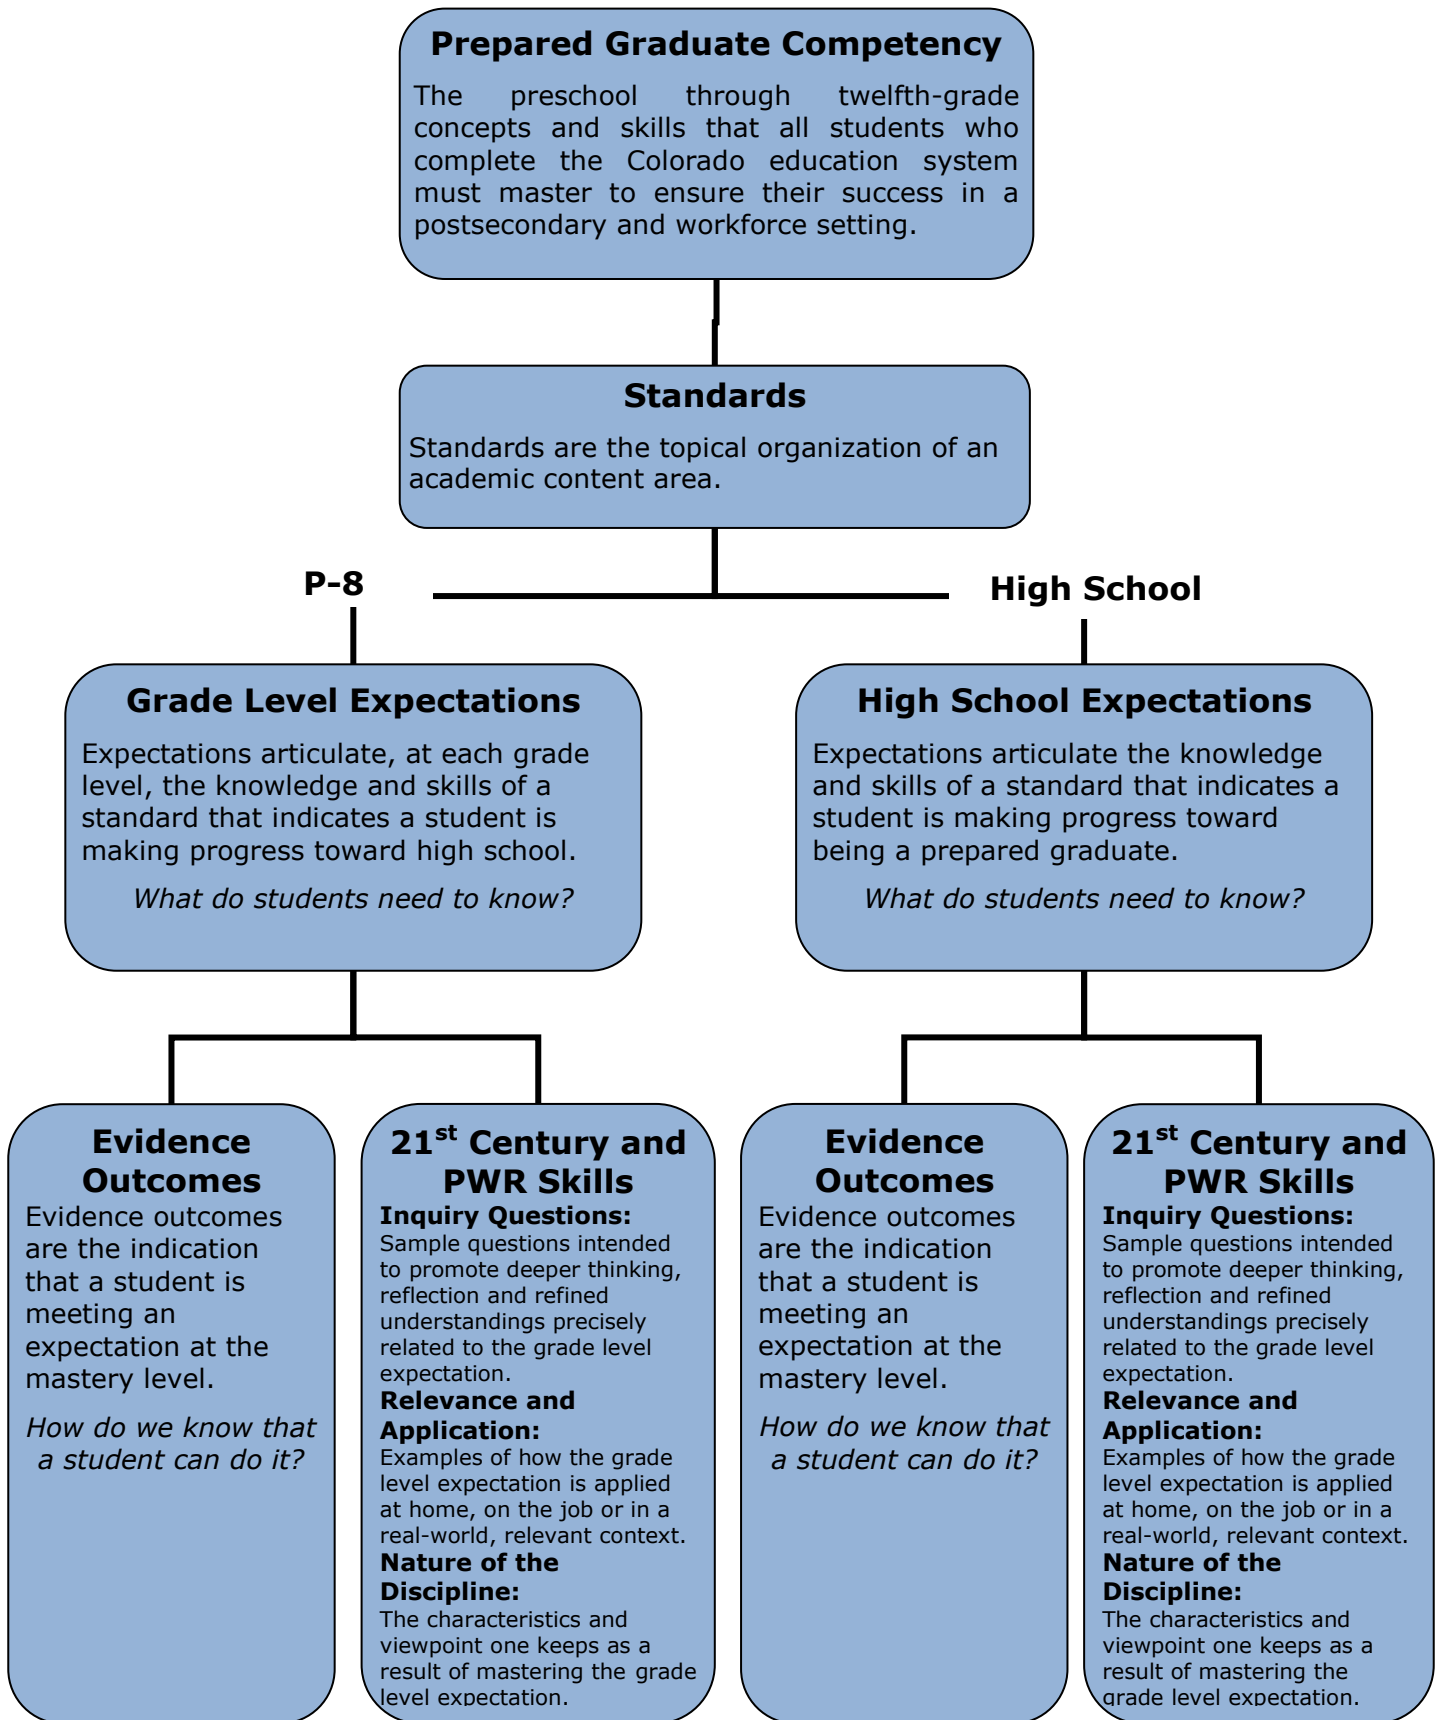 Prepared Graduate Competency
The preschool through twelfth-grade
concepts and skills that all students who
complete the Colorado education system
must master to ensure their success in a
postsecondary and workforce setting.
Standards
Standards are the topical organization of an
academic content area.
P-8
High School
Grade Level Expectations
Expectations articulate, at each grade
level, the knowledge and skills of a
standard that indicates a student is
making progress toward high school.
What do students need to know?
High School Expectations
Expectations articulate the knowledge
and skills of a standard that indicates a
student is making progress toward
being a prepared graduate.
What do students need to know?
Evidence
Outcomes
Evidence outcomes
are the indication
that a student is
meeting an
expectation at the
mastery level.
How do we know that
a student can do it?
21st Century and
PWR Skills
Inquiry Questions:
Sample questions intended
to promote deeper thinking,
reflection and refined
understandings precisely
related to the grade level
expectation.
Relevance and
Application:
Examples of how the grade
level expectation is applied
at home, on the job or in a
real-world, relevant context.
Nature of the
Discipline:
The characteristics and
viewpoint one keeps as a
result of mastering the grade
level expectation.
Evidence
Outcomes
Evidence outcomes
are the indication
that a student is
meeting an
expectation at the
mastery level.
How do we know that
a student can do it?
21st Century and
PWR Skills
Inquiry Questions:
Sample questions intended
to promote deeper thinking,
reflection and refined
understandings precisely
related to the grade level
expectation.
Relevance and
Application:
Examples of how the grade
level expectation is applied
at home, on the job or in a
real-world, relevant context.
Nature of the
Discipline:
The characteristics and
viewpoint one keeps as a
result of mastering the
grade level expectation.